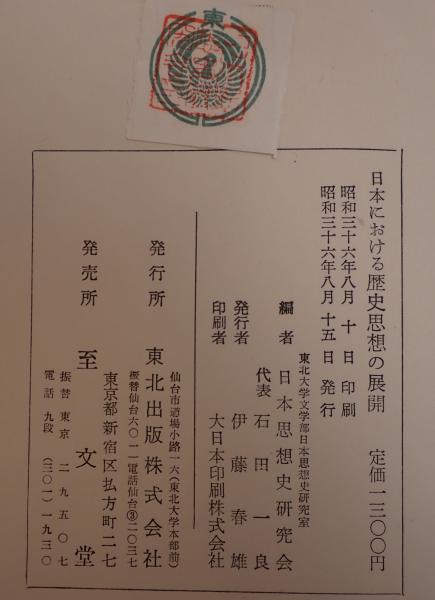 東
日本における歴史思想の展開　定価一三〇〇円
昭和三十六年八月　十　日　印刷
昭和三十六年八月　十五　日　発行
東北大学文学部日本思想史研究室
編　者　日本思想史研究会
代表　石　田　一　良
発行者　伊　藤　春　雄
印刷者　大日本印刷株式会社
仙台市道場小路一六(東北大学本部前)
発行所　東北出版株式会社
振替仙台六〇一一電話仙台③二〇三七
東京都新宿区払方町二七
発売所　至　文　堂
振替　東京　二九五〇七
電話　九段　(三〇一)一九三〇